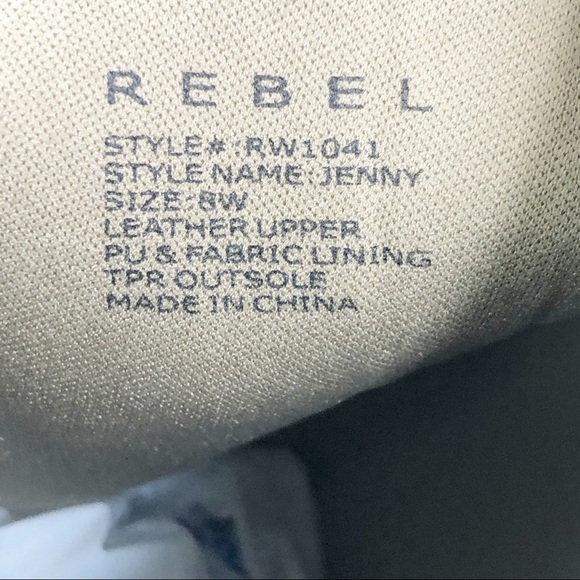 REBEL
STYLE#:RW1041
STYLE NAME:JENNY
SIZE:8W
LEATHER UPPER
PU & FABRIC LINING
TPR OUTSOLE
MADE IN CHINA